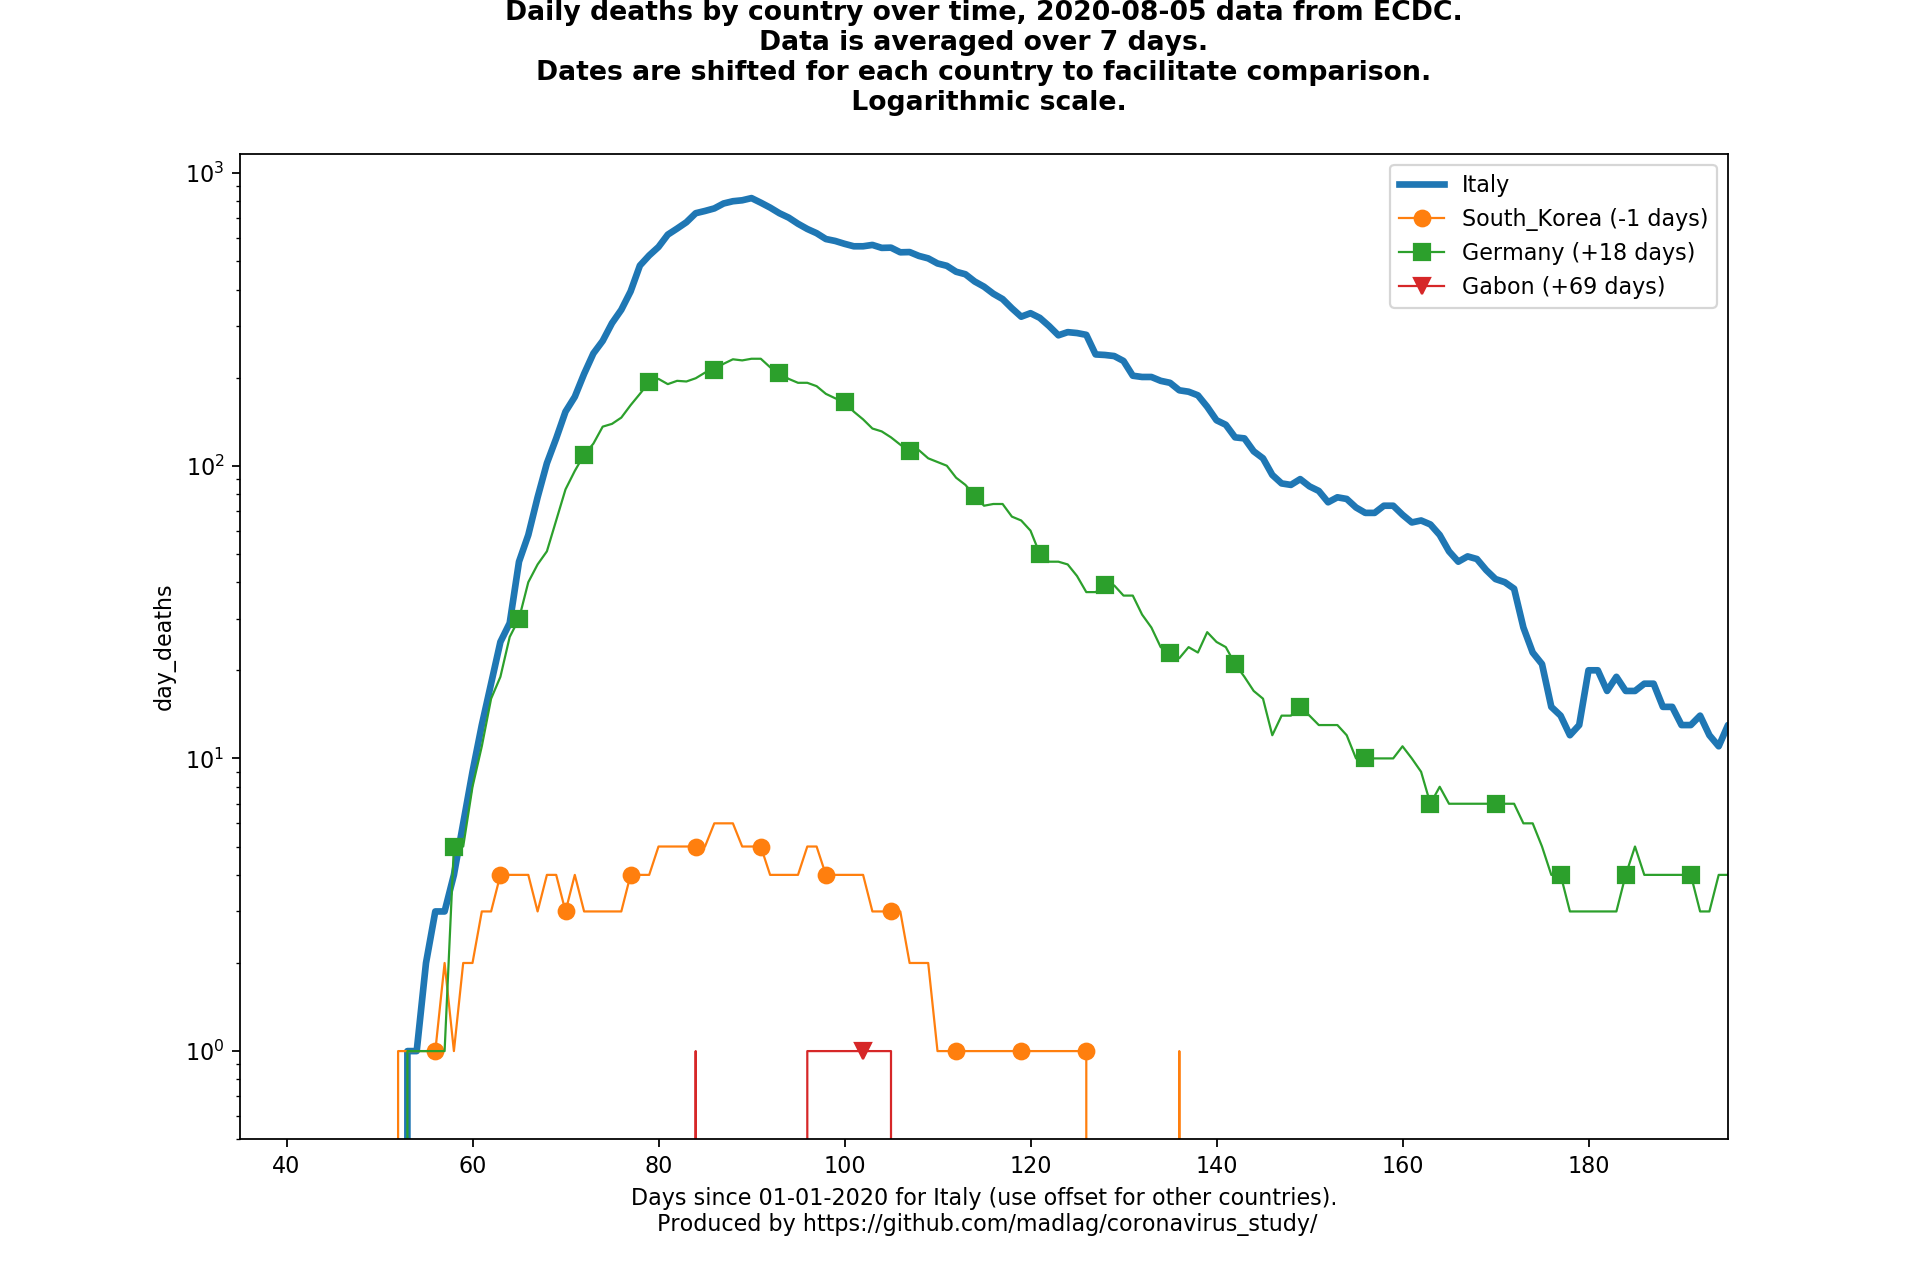 Daily deaths by country over time, 2020-08-05 data from ECDC.
Data is averaged over 7 days.
Dates are shifted for each country to facilitate comparison.
Logarithmic scale.
10³
Italy
South_Korea (-1 days)
Germany (+18 days)
Gabon (+69 days)
10²
day_deaths
10¹
10⁰
40 60 80 100 120 140 160 180
Days since 01-01-2020 for Italy (use offset for other countries).
Produced by https://github.com/madlag/coronavirus_study/